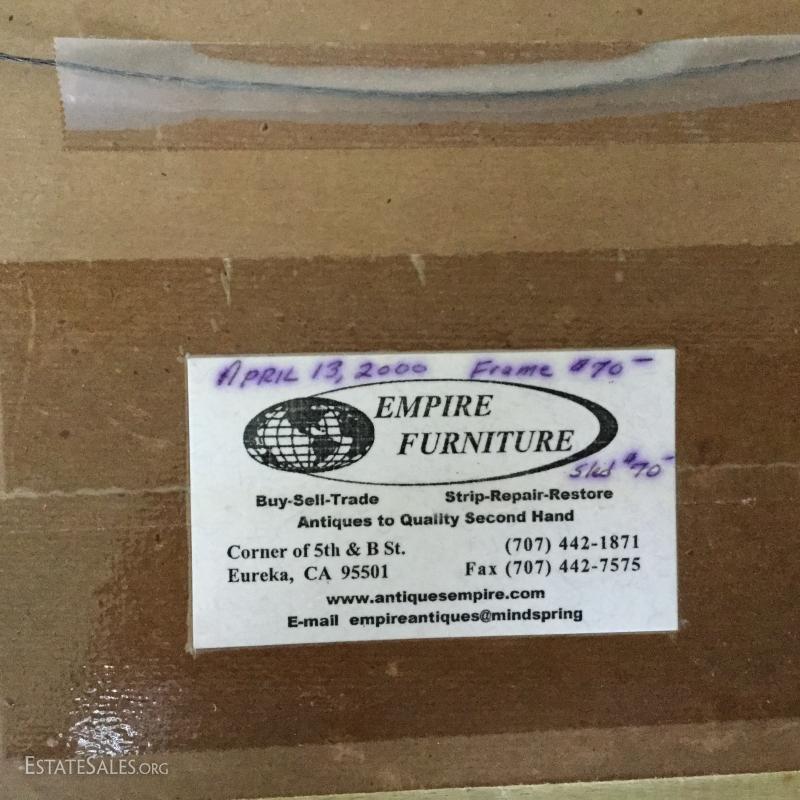 APRIL 13, 2000 Frame $70-
EMPIRE
FURNITURE
Sled $70-
Buy-Sell-Trade Strip-Repair-Restore
Antiques to Quality Second Hand
Corner of 5th & B St. (707) 442-1871
Eureka, CA 95501 Fax (707) 442-7575
www.antiquesempire.com
E-mail empireantiques@mindspring
ESTATESALES.ORG